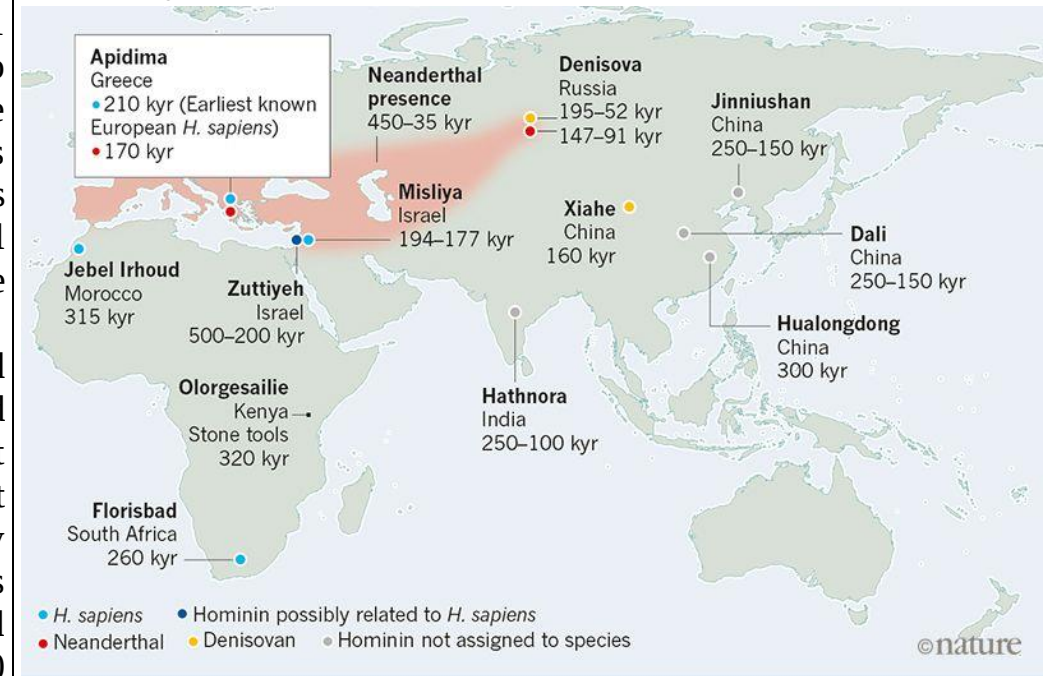 Apidima
Greece
210 kyr (Earliest known
European H. sapiens)
170 kyr
Neanderthal
presence
450–35 kyr
Denisova
Russia
195–52 kyr
147–91 kyr
Jinniushan
China
250–150 kyr
Misliya
Israel
194–177 kyr
Xiahe
China
160 kyr
Dali
China
250–150 kyr
Jebel Irhoud
Morocco
315 kyr
Zuttiyeh
Israel
500–200 kyr
Hualongdong
China
300 kyr
Olorgesailie
Kenya
Stone tools
320 kyr
Hathnora
India
250–100 kyr
Florisbad
South Africa
260 kyr
H. sapiens
Hominin possibly related to H. sapiens
Neanderthal
Denisovan
Hominin not assigned to species
©nature